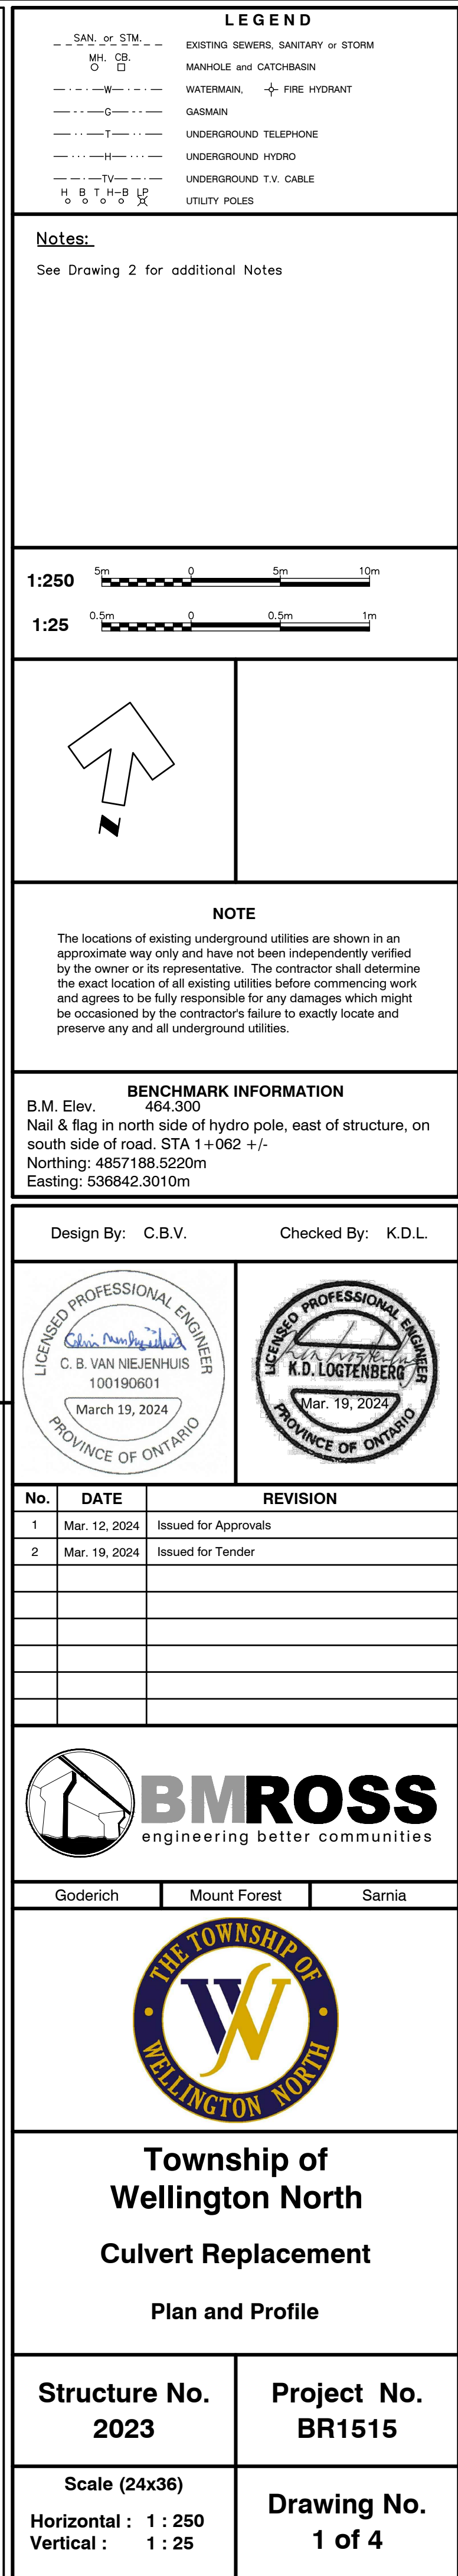 LEGEND
SAN. or STM.
EXISTING SEWERS, SANITARY or STORM
MH. CB.
MANHOLE and CATCHBASIN
W
WATERMAIN, FIRE HYDRANT
G
GASMAIN
T
UNDERGROUND TELEPHONE
H
UNDERGROUND HYDRO
TV
UNDERGROUND T.V. CABLE
H B T H-B LP
UTILITY POLES
Notes:
See Drawing 2 for additional Notes
1:250 5m 0 5m 10m
1:25 0.5m 0 0.5m 1m
N
NOTE
The locations of existing underground utilities are shown in an
approximate way only and have not been independently verified
by the owner or its representative. The contractor shall determine
the exact location of all existing utilities before commencing work
and agrees to be fully responsible for any damages which might
be occasioned by the contractor's failure to exactly locate and
preserve any and all underground utilities.
BENCHMARK INFORMATION
B.M. Elev. 464.300
Nail & flag in north side of hydro pole, east of structure, on
south side of road. STA 1+062 +/-
Northing: 4857188.5220m
Easting: 536842.3010m
Design By: C.B.V. Checked By: K.D.L.
LICENSED PROFESSIONAL ENGINEER
C. B. VAN NIEJENHUIS
100190601
March 19, 2024
PROVINCE OF ONTARIO
LICENSED PROFESSIONAL ENGINEER
K.D. LOGTENBERG
Mar. 19, 2024
PROVINCE OF ONTARIO
No. DATE REVISION
1 Mar. 12, 2024 Issued for Approvals
2 Mar. 19, 2024 Issued for Tender
BMROSS
engineering better communities
Goderich Mount Forest Sarnia
THE TOWNSHIP OF
WN
WELLINGTON NORTH
Township of
Wellington North
Culvert Replacement
Plan and Profile
Structure No.
2023
Project No.
BR1515
Scale (24x36)
Horizontal : 1 : 250
Vertical : 1 : 25
Drawing No.
1 of 4